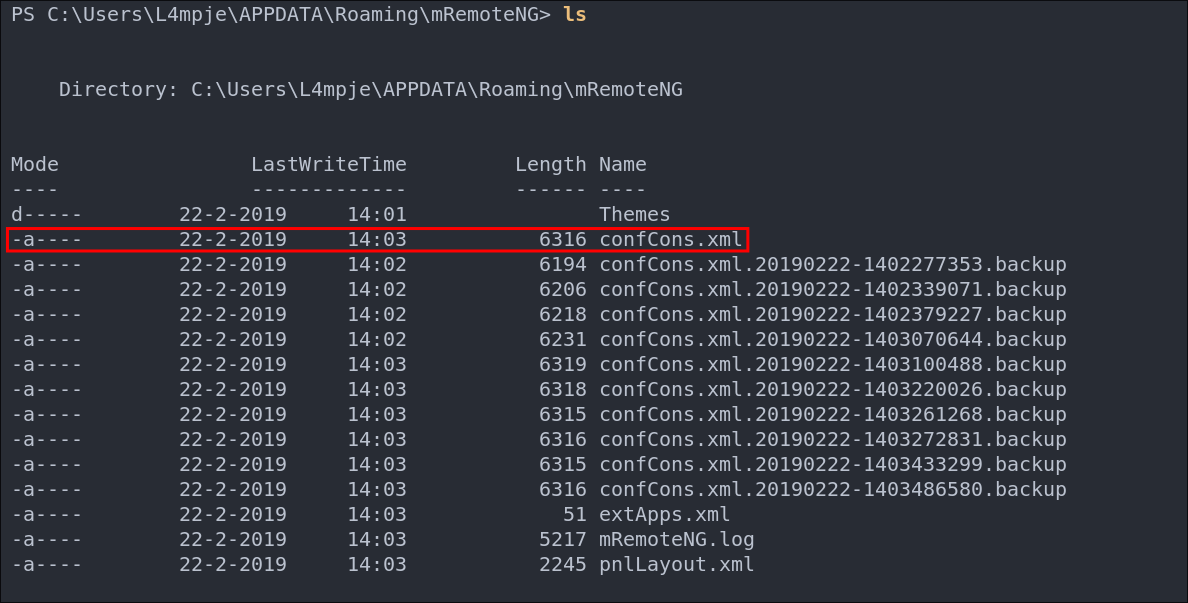 PS C:\Users\L4mpje\APPDATA\Roaming\mRemoteNG> ls
Directory: C:\Users\L4mpje\APPDATA\Roaming\mRemoteNG
Mode                LastWriteTime         Length Name
----                -------------         ------ ----
d-----        22-2-2019     14:01                Themes
-a----        22-2-2019     14:03           6316 confCons.xml
-a----        22-2-2019     14:02           6194 confCons.xml.20190222-1402277353.backup
-a----        22-2-2019     14:02           6206 confCons.xml.20190222-1402339071.backup
-a----        22-2-2019     14:02           6218 confCons.xml.20190222-1402379227.backup
-a----        22-2-2019     14:02           6231 confCons.xml.20190222-1403070644.backup
-a----        22-2-2019     14:03           6319 confCons.xml.20190222-1403100488.backup
-a----        22-2-2019     14:03           6318 confCons.xml.20190222-1403220026.backup
-a----        22-2-2019     14:03           6315 confCons.xml.20190222-1403261268.backup
-a----        22-2-2019     14:03           6316 confCons.xml.20190222-1403272831.backup
-a----        22-2-2019     14:03           6315 confCons.xml.20190222-1403433299.backup
-a----        22-2-2019     14:03           6316 confCons.xml.20190222-1403486580.backup
-a----        22-2-2019     14:03             51 extApps.xml
-a----        22-2-2019     14:03           5217 mRemoteNG.log
-a----        22-2-2019     14:03           2245 pnlLayout.xml